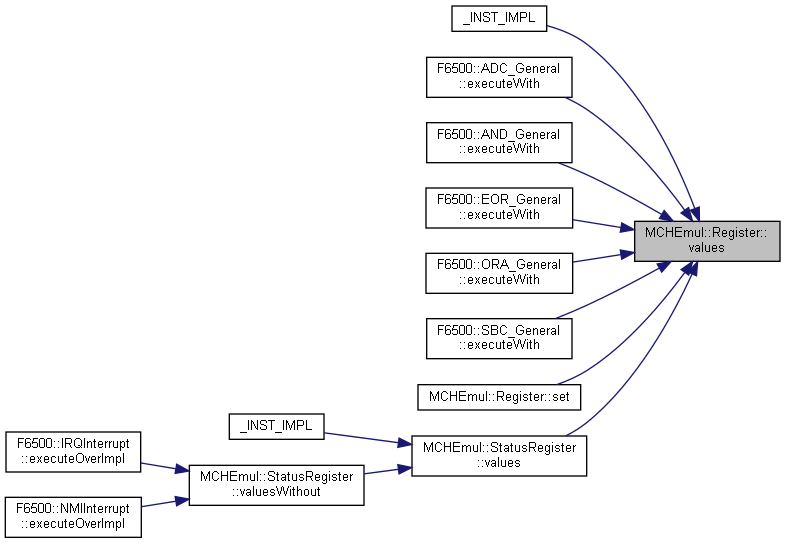 _INST_IMPL
F6500::ADC_General
::executeWith
F6500::AND_General
::executeWith
F6500::EOR_General
::executeWith
MCHEmul::Register::
values
F6500::ORA_General
::executeWith
F6500::SBC_General
::executeWith
MCHEmul::Register::set
_INST_IMPL
MCHEmul::StatusRegister
::values
F6500::IRQInterrupt
::executeOverImpl
MCHEmul::StatusRegister
::valuesWithout
F6500::NMIInterrupt
::executeOverImpl